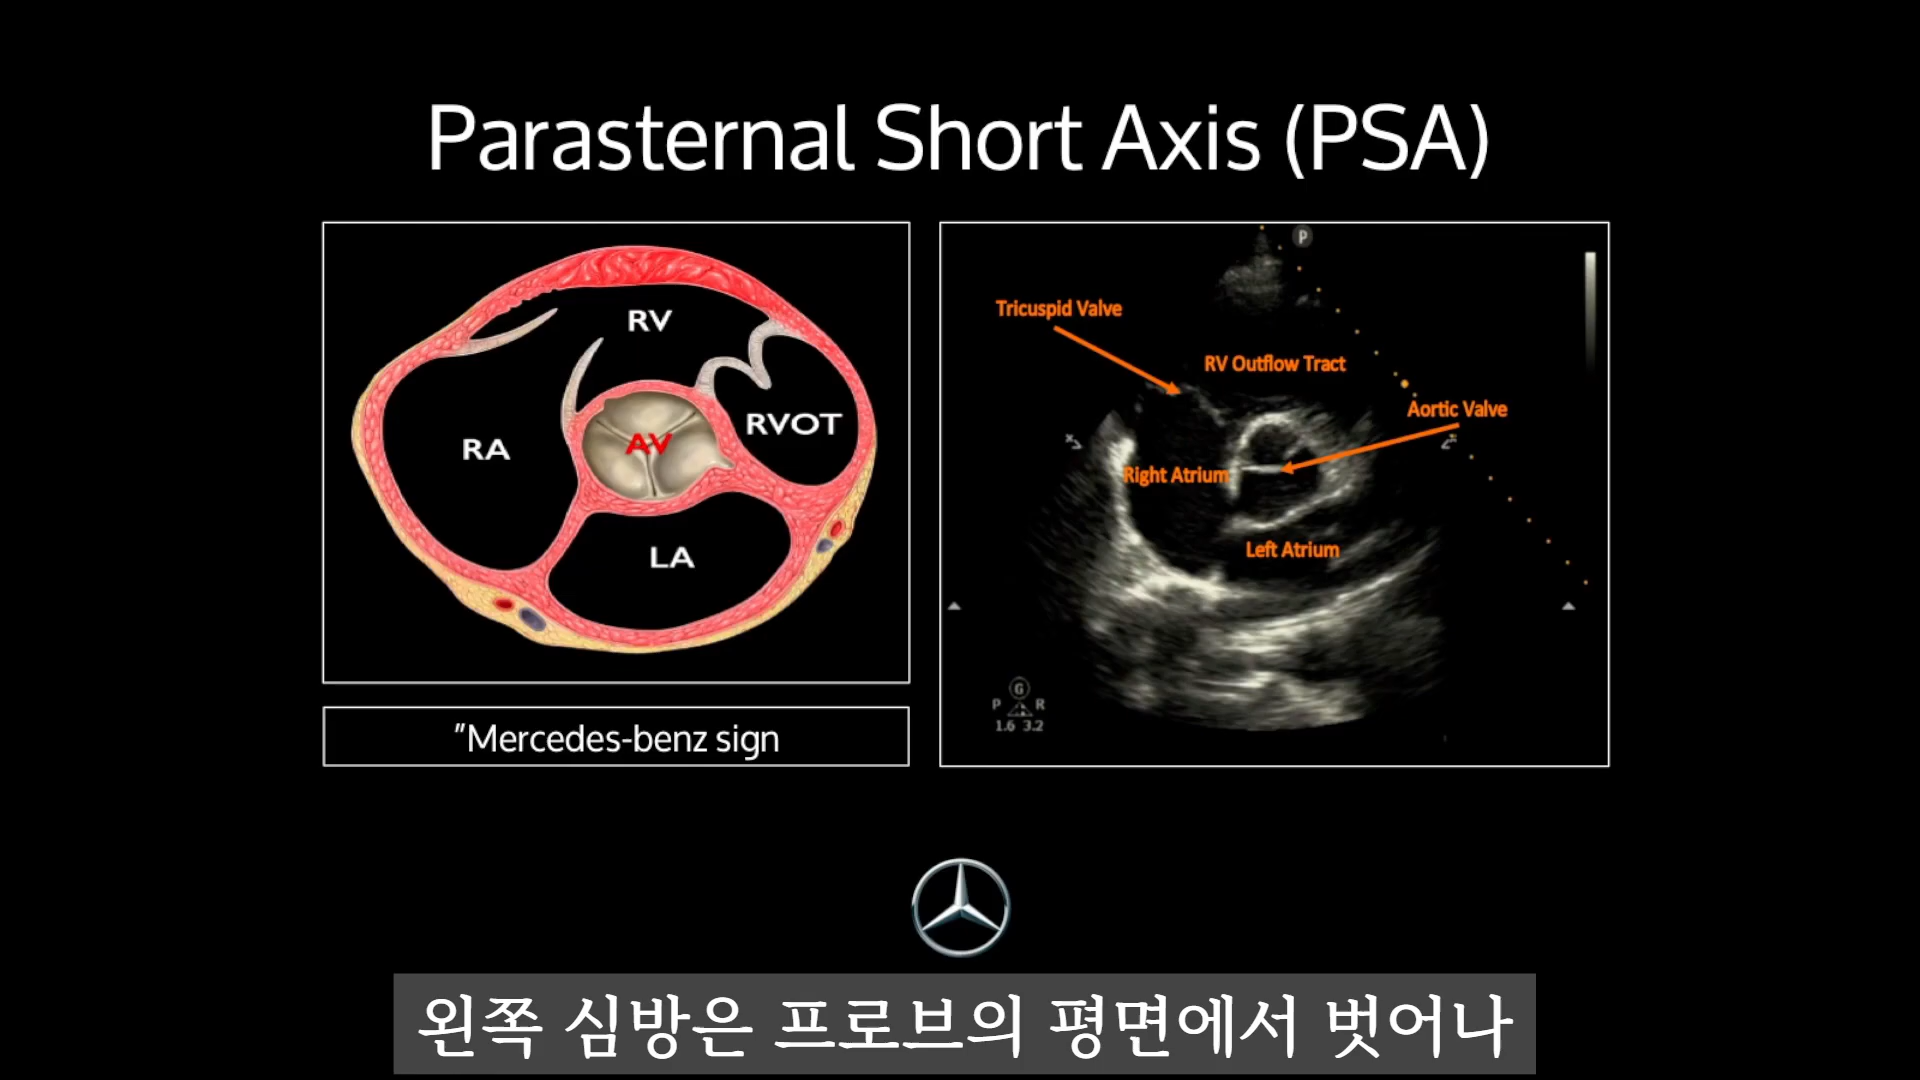 Parasternal Short Axis (PSA)
RV
RA
AV
RVOT
LA
"Mercedes-benz sign
P
Tricuspid Valve
RV Outflow Tract
Aortic Valve
Right Atrium
Left Atrium
G
P R
1.6 3.2
왼쪽 심방은 프로브의 평면에서 벗어나